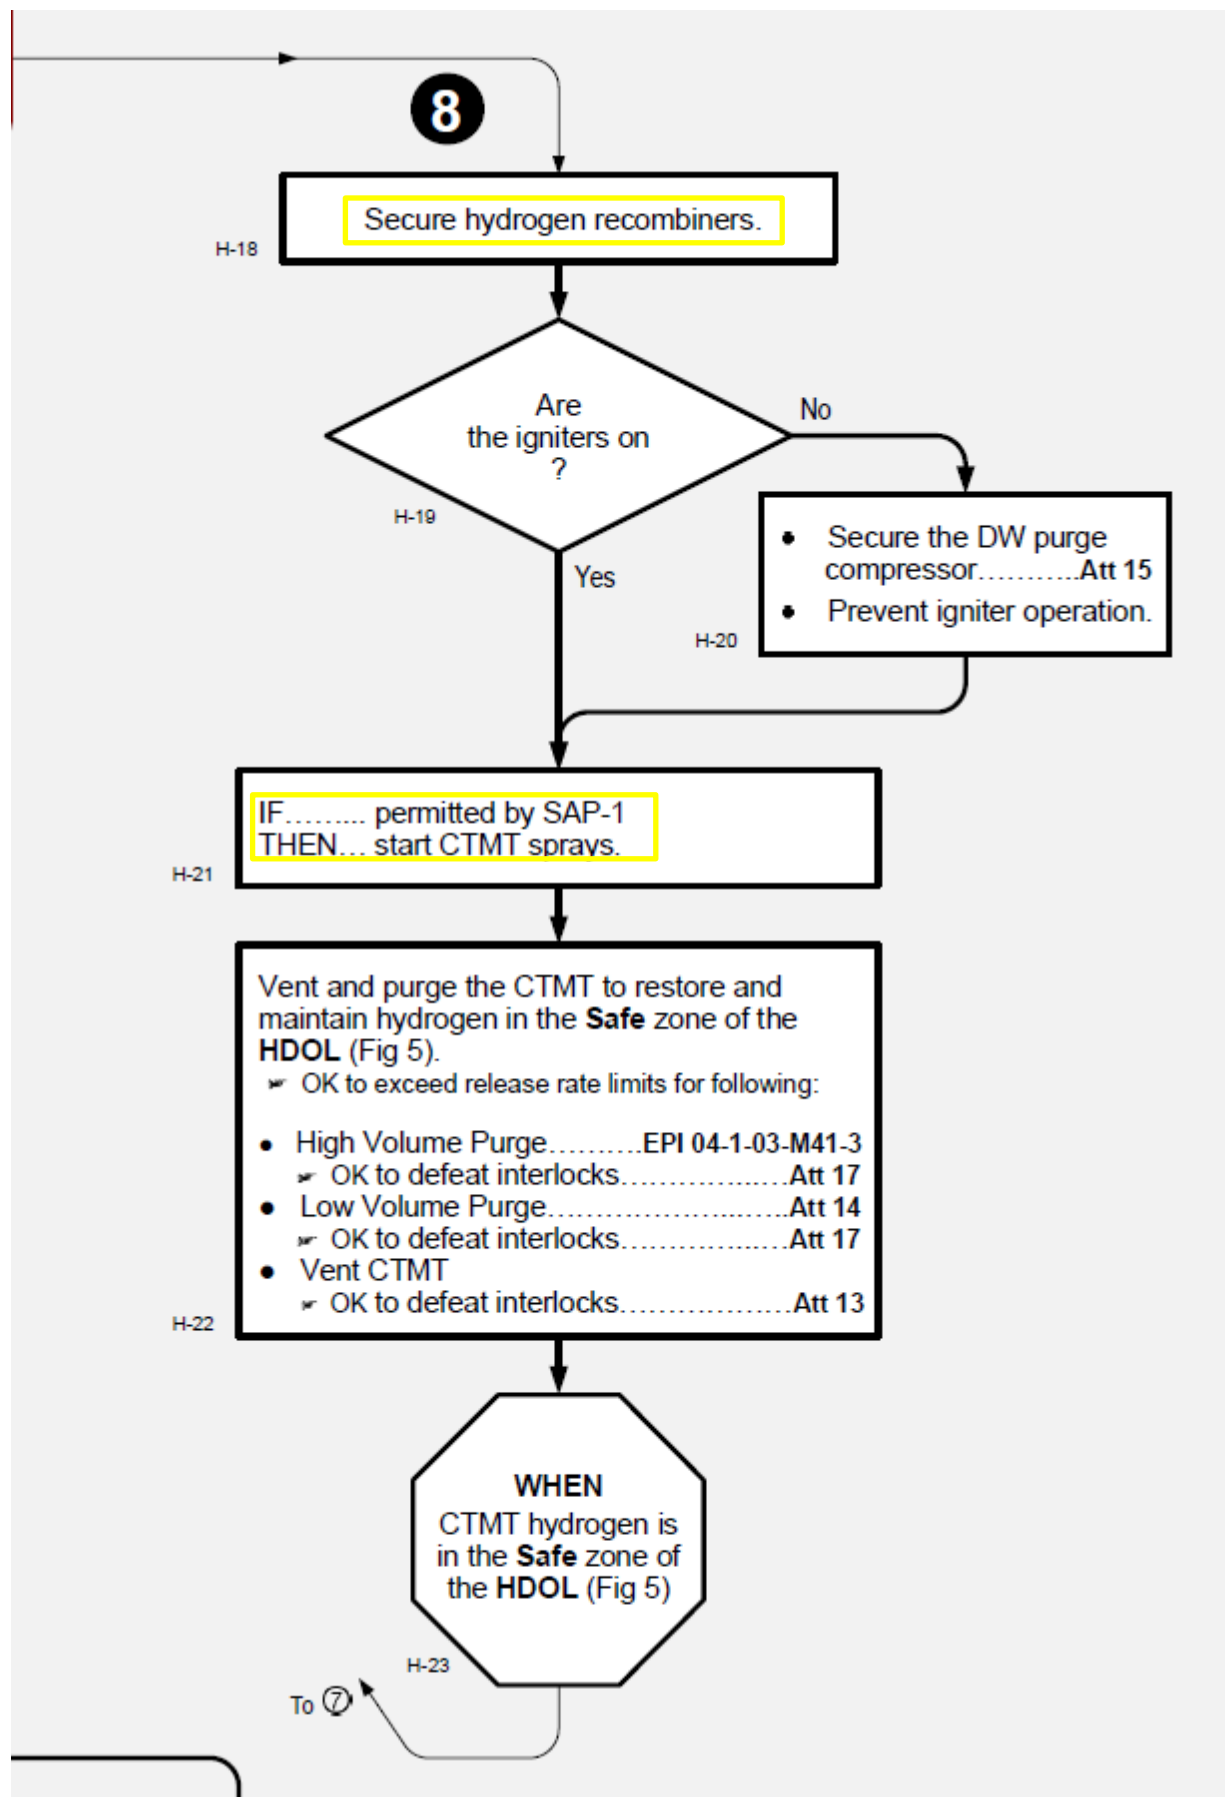 8
Secure hydrogen recombiners.
H-18
Are
the igniters on
?
No
H-19
Yes
● Secure the DW purge
compressor………..Att 15
● Prevent igniter operation.
H-20
IF…….... permitted by SAP-1
THEN… start CTMT sprays.
H-21
Vent and purge the CTMT to restore and
maintain hydrogen in the Safe zone of the
HDOL (Fig 5).
☛ OK to exceed release rate limits for following:
● High Volume Purge……….EPI 04-1-03-M41-3
☛ OK to defeat interlocks…………...….Att 17
● Low Volume Purge………………...…..Att 14
☛ OK to defeat interlocks…………...….Att 17
● Vent CTMT
☛ OK to defeat interlocks………………Att 13
H-22
WHEN
CTMT hydrogen is
in the Safe zone of
the HDOL (Fig 5)
H-23
To ⑦